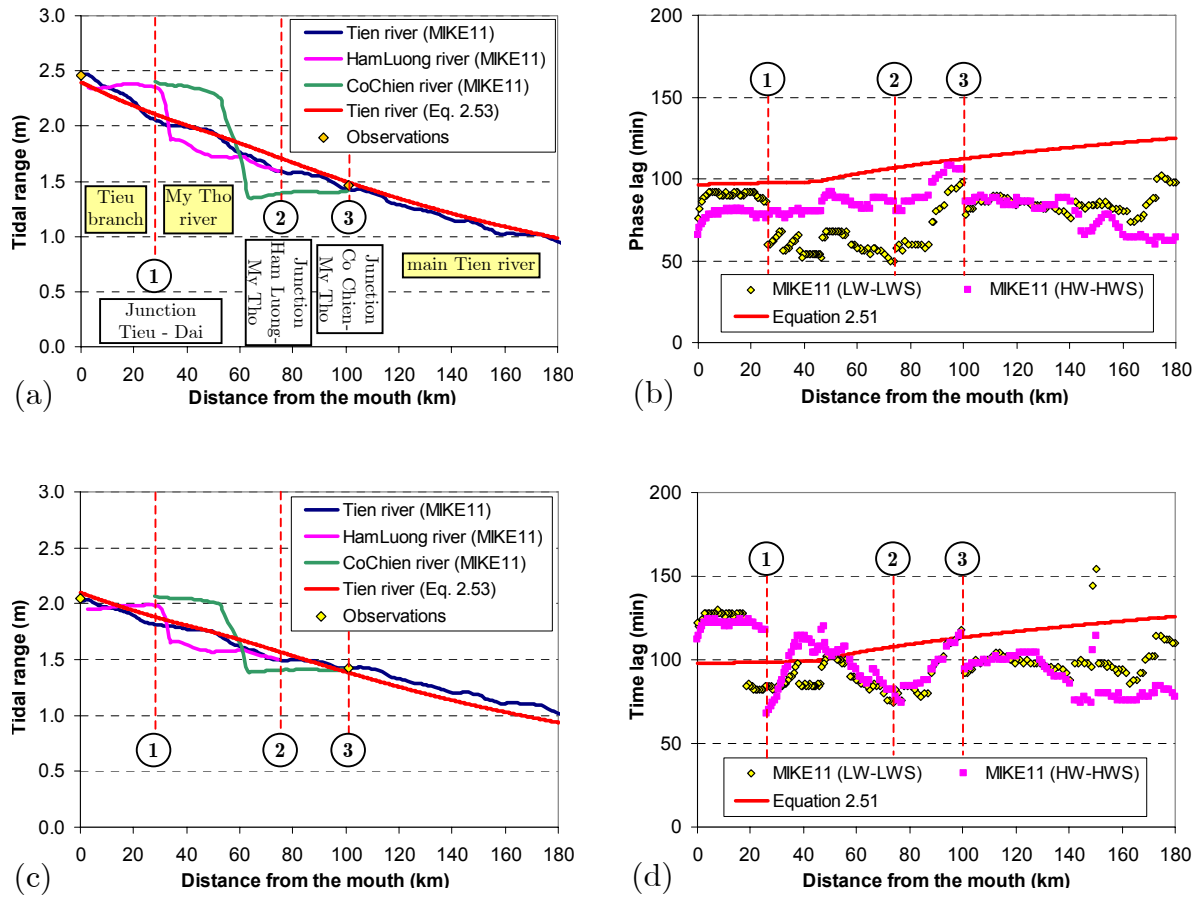 3.0
2.5
2.0
1.5
1.0
0.5
0.0
Tidal range (m)
Tien river (MIKE11)
HamLuong river (MIKE11)
CoChien river (MIKE11)
Tien river (Eq. 2.53)
Observations
Tieu
branch
My Tho
river
1
2
3
Junction
Tieu - Dai
Junction
Ham Luong-
My Tho
Junction
Co Chien-
My Tho
main Tien river
0 20 40 60 80 100 120 140 160 180
Distance from the mouth (km)
(a)
200
150
100
50
0
Phase lag (min)
1
2
3
MIKE11 (LW-LWS)
MIKE11 (HW-HWS)
Equation 2.51
0 20 40 60 80 100 120 140 160 180
Distance from the mouth (km)
(b)
3.0
2.5
2.0
1.5
1.0
0.5
0.0
Tidal range (m)
Tien river (MIKE11)
HamLuong river (MIKE11)
CoChien river (MIKE11)
Tien river (Eq. 2.53)
Observations
1
2
3
0 20 40 60 80 100 120 140 160 180
Distance from the mouth (km)
(c)
200
150
100
50
0
Time lag (min)
1
2
3
MIKE11 (LW-LWS)
MIKE11 (HW-HWS)
Equation 2.51
0 20 40 60 80 100 120 140 160 180
Distance from the mouth (km)
(d)